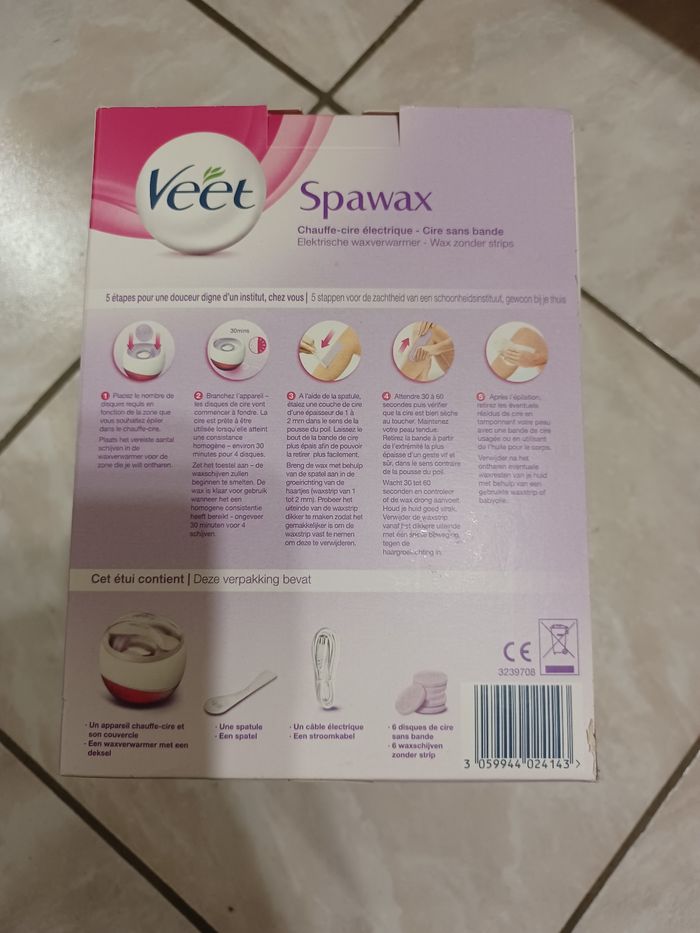 Veet
Spawax
Chauffe-cire électrique - Cire sans bande
Elektrische waxverwarmer - Wax zonder strips
5 étapes pour une douceur digne d'un institut, chez vous | 5 stappen voor de zachtheid van een schoonheidsinstituut, gewoon bij je thuis
30mins
1 Placez le nombre de
disques requis en
fonction de la zone que
vous souhaitez épiler
dans le chauffe-cire.
Plaats het vereiste aantal
schijven in de
waxverwarmer voor de
zone die je wilt ontharen.
2 Branchez l'appareil –
les disques de cire vont
commencer à fondre. La
cire est prête à être
utilisée lorsqu'elle atteint
une consistance
homogène – environ 30
minutes pour 4 disques.
Zet het toestel aan – de
waxschijven zullen
beginnen te smelten. De
wax is klaar voor gebruik
wanneer het een
homogene consistentie
heeft bereikt – ongeveer
30 minuten voor 4
schijven.
3 A l'aide de la spatule,
étalez une couche de cire
d'une épaisseur de 1 à
2 mm dans le sens de la
pousse du poil. Laissez le
bout de la bande de cire
plus épais afin de pouvoir
la retirer plus facilement.
Breng de wax met behulp
van de spatel aan in de
groeirichting van de
haartjes (waxstrip van 1
tot 2 mm). Probeer het
uiteinde van de waxstrip
dikker te maken zodat het
gemakkelijker is om de
waxstrip vast te nemen
om deze te verwijderen.
4 Attendre 30 à 60
secondes puis vérifier
que la cire est bien sèche
au toucher. Maintenez
votre peau tendue.
Retirez la bande à partir
de l'extrémité la plus
épaisse d'un geste vif et
sûr, dans le sens contraire
de la pousse du poil.
Wacht 30 tot 60
seconden en controleer
of de wax droog aanvoelt.
Houd je huid goed strak.
Verwijder de waxstrip
vanaf het dikkere uiteinde
met één snelle beweging,
tegen de
haargroeirichting in.
5 Après l'épilation,
retirez les éventuels
résidus de cire en
tamponnant votre peau
avec une bande de cire
usagée ou en utilisant
de l'huile pour le corps.
Verwijder na het
ontharen eventuele
waxresten van je huid
met behulp van een
gebruikte waxstrip of
babyolie.
Cet étui contient | Deze verpakking bevat
· Un appareil chauffe-cire et
son couvercle
· Een waxverwarmer met een
deksel
· Une spatule
· Een spatel
· Un câble électrique
· Een stroomkabel
· 6 disques de cire
sans bande
· 6 waxschijven
zonder strip
CE
3239708
3 059944 024143 >